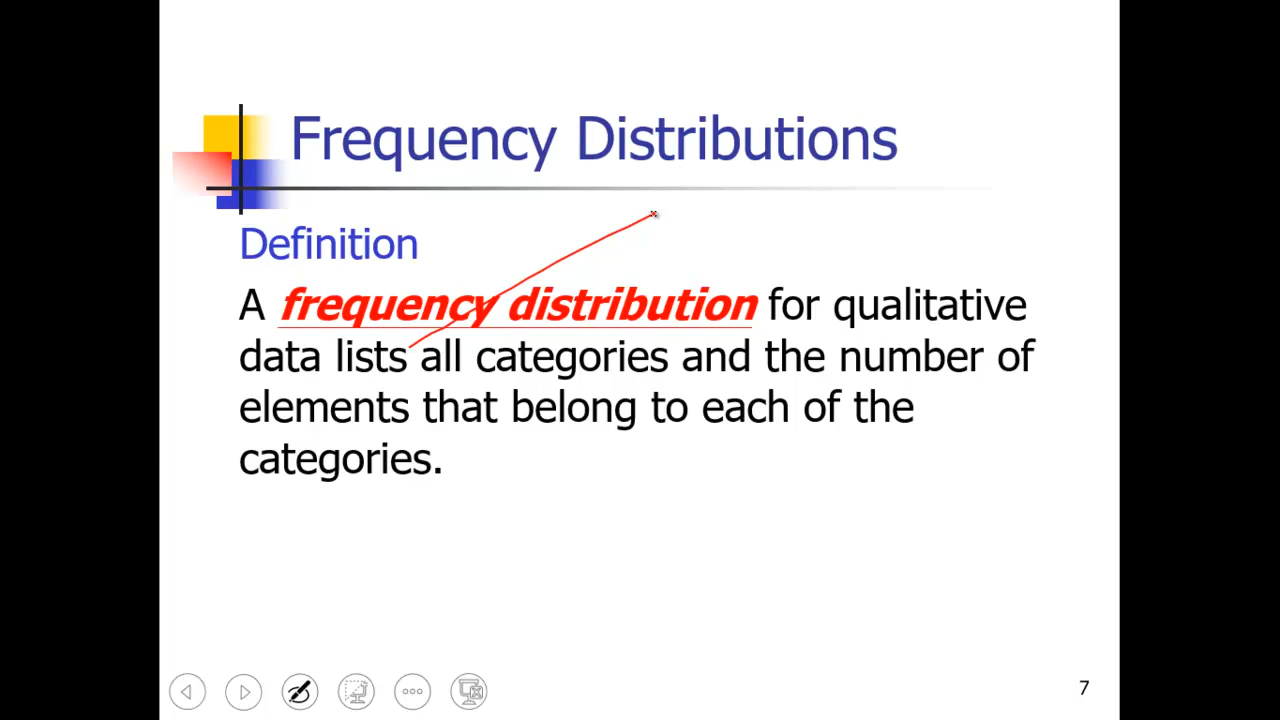 Frequency Distributions
Definition
A frequency distribution for qualitative
data lists all categories and the number of
elements that belong to each of the
categories.
7